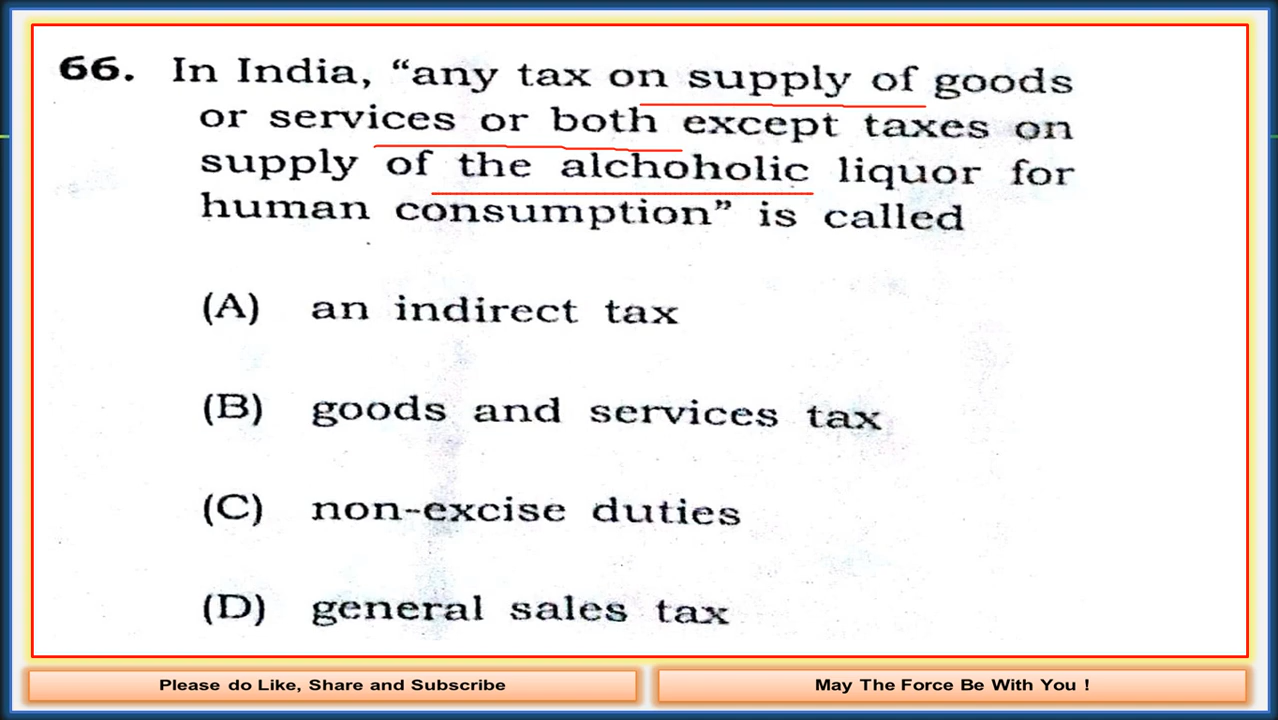 66. In India, “any tax on supply of goods
or services or both except taxes on
supply of the alchoholic liquor for
human consumption” is called
(A) an indirect tax
(B) goods and services tax
(C) non-excise duties
(D) general sales tax
Please do Like, Share and Subscribe
May The Force Be With You !